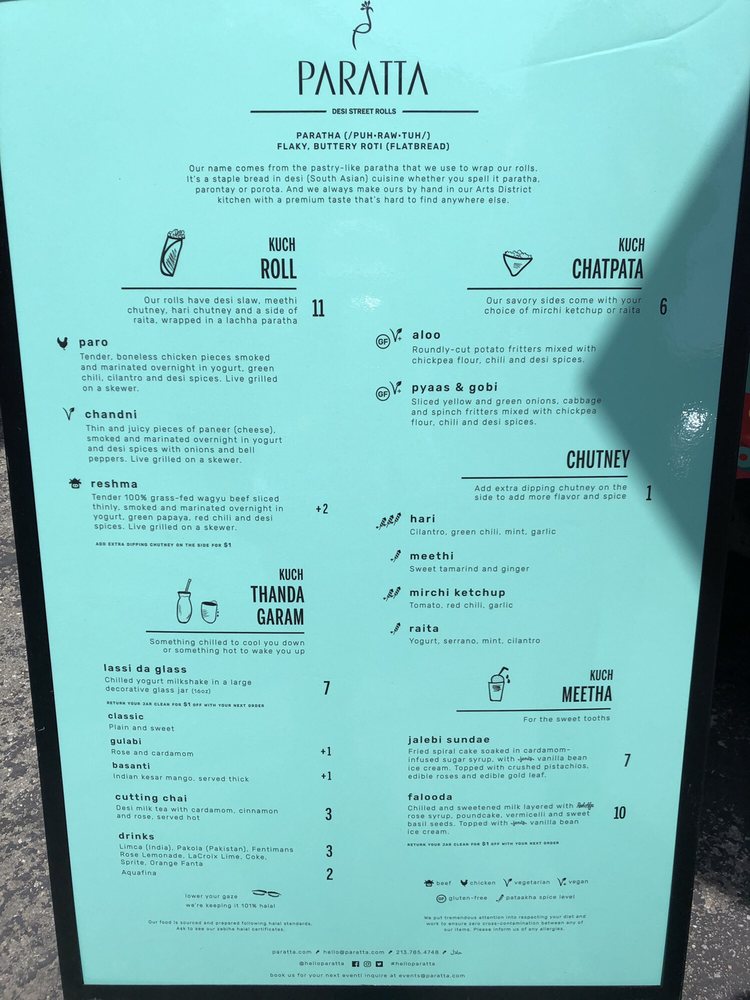 PARATTA
DESI STREET ROLLS
PARATHA (/PUH•RAW•TUH/)
FLAKY, BUTTERY ROTI (FLATBREAD)
Our name comes from the pastry-like paratha that we use to wrap our rolls.
It's a staple bread in desi (South Asian) cuisine whether you spell it paratha,
parontay or porota. And we always make ours by hand in our Arts District
kitchen with a premium taste that's hard to find anywhere else.
KUCH
ROLL
Our rolls have desi slaw, meethi
chutney, hari chutney and a side of
raita, wrapped in a lachha paratha
11
paro
Tender, boneless chicken pieces smoked
and marinated overnight in yogurt, green
chili, cilantro and desi spices. Live grilled
on a skewer.
chandni
Thin and juicy pieces of paneer (cheese),
smoked and marinated overnight in yogurt
and desi spices with onions and bell
peppers. Live grilled on a skewer.
reshma
Tender 100% grass-fed wagyu beef sliced
thinly, smoked and marinated overnight in
yogurt, green papaya, red chili and desi
spices. Live grilled on a skewer.
+2
ADD EXTRA DIPPING CHUTNEY ON THE SIDE FOR $1
KUCH
THANDA
GARAM
Something chilled to cool you down
or something hot to wake you up
lassi da glass
Chilled yogurt milkshake in a large
decorative glass jar (16oz)
7
RETURN YOUR JAR CLEAN FOR $1 OFF WITH YOUR NEXT ORDER
classic
Plain and sweet
gulabi
Rose and cardamom
+1
basanti
Indian kesar mango, served thick
+1
cutting chai
Desi milk tea with cardamom, cinnamon
and rose, served hot
3
drinks
Limca (India), Pakola (Pakistan), Fentimans
Rose Lemonade, LaCroix Lime, Coke,
Sprite, Orange Fanta
3
Aquafina
2
lower your gaze
we're keeping it 101% halal
Our food is sourced and prepared following halal standards.
Ask to see our zabiha halal certificates.
KUCH
CHATPATA
Our savory sides come with your
choice of mirchi ketchup or raita
6
GF
aloo
Roundly-cut potato fritters mixed with
chickpea flour, chili and desi spices.
GF
pyaas & gobi
Sliced yellow and green onions, cabbage
and spinch fritters mixed with chickpea
flour, chili and desi spices.
CHUTNEY
Add extra dipping chutney on the
side to add more flavor and spice
1
hari
Cilantro, green chili, mint, garlic
meethi
Sweet tamarind and ginger
mirchi ketchup
Tomato, red chili, garlic
raita
Yogurt, serrano, mint, cilantro
KUCH
MEETHA
For the sweet tooths
jalebi sundae
Fried spiral cake soaked in cardamom-
infused sugar syrup, with vanilla bean
ice cream. Topped with crushed pistachios,
edible roses and edible gold leaf.
7
falooda
Chilled and sweetened milk layered with
rose syrup, poundcake, vermicelli and sweet
basil seeds. Topped with vanilla bean
ice cream.
10
RETURN YOUR JAR CLEAN FOR $1 OFF WITH YOUR NEXT ORDER
beef chicken vegetarian vegan
GF gluten-free pataakha spice level
We put tremendous attention into respecting your diet and
work to ensure zero cross-contamination between any of
our items. Please inform us of any allergies.
paratta.com hello@paratta.com 213.765.4748
@helloparatta #helloparatta
book us for your next event! inquire at events@paratta.com